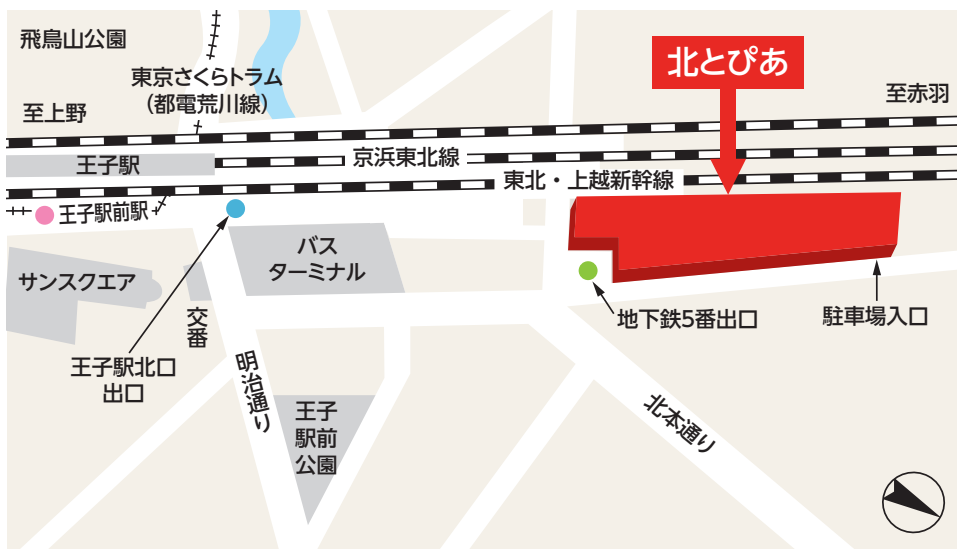 飛鳥山公園
東京さくらトラム
（都電荒川線）
至上野
北とぴあ
至赤羽
王子駅
京浜東北線
東北・上越新幹線
王子駅前駅
バス
ターミナル
サンスクエア
交番
地下鉄5番出口
駐車場入口
王子駅北口
出口
明治通り
王子
駅前
公園
北本通り